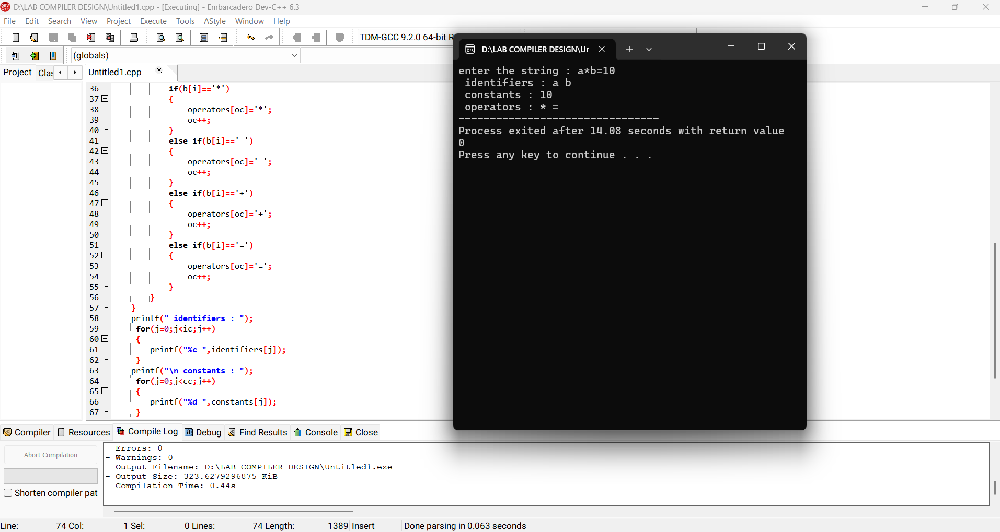 D:\LAB COMPILER DESIGN\Untitled1.cpp - [Executing] - Embarcadero Dev-C++ 6.3
File Edit Search View Project Execute Tools AStyle Window Help
TDM-GCC 9.2.0 64-bit R
(globals)
Project Clas
Untitled1.cpp
36 if(b[i]=='*')
37 {
38 operators[oc]='*';
39 oc++;
40 }
41 else if(b[i]=='-')
42 {
43 operators[oc]='-';
44 oc++;
45 }
46 else if(b[i]=='+')
47 {
48 operators[oc]='+';
49 oc++;
50 }
51 else if(b[i]=='=')
52 {
53 operators[oc]='=';
54 oc++;
55 }
56 }
57 }
58 printf(" identifiers : ");
59 for(j=0;j<ic;j++)
60 {
61 printf("%c ",identifiers[j]);
62 }
63 printf("\n constants : ");
64 for(j=0;j<cc;j++)
65 {
66 printf("%d ",constants[j]);
67 }
D:\LAB COMPILER DESIGN\Ur
enter the string : a*b=10
identifiers : a b
constants : 10
operators : * =
--------------------------------
Process exited after 14.08 seconds with return value
0
Press any key to continue . . .
Compiler Resources Compile Log Debug Find Results Console Close
Abort Compilation
Shorten compiler pat
- Errors: 0
- Warnings: 0
- Output Filename: D:\LAB COMPILER DESIGN\Untitled1.exe
- Output Size: 323.6279296875 KiB
- Compilation Time: 0.44s
Line: 74 Col: 1 Sel: 0 Lines: 74 Length: 1389 Insert Done parsing in 0.063 seconds